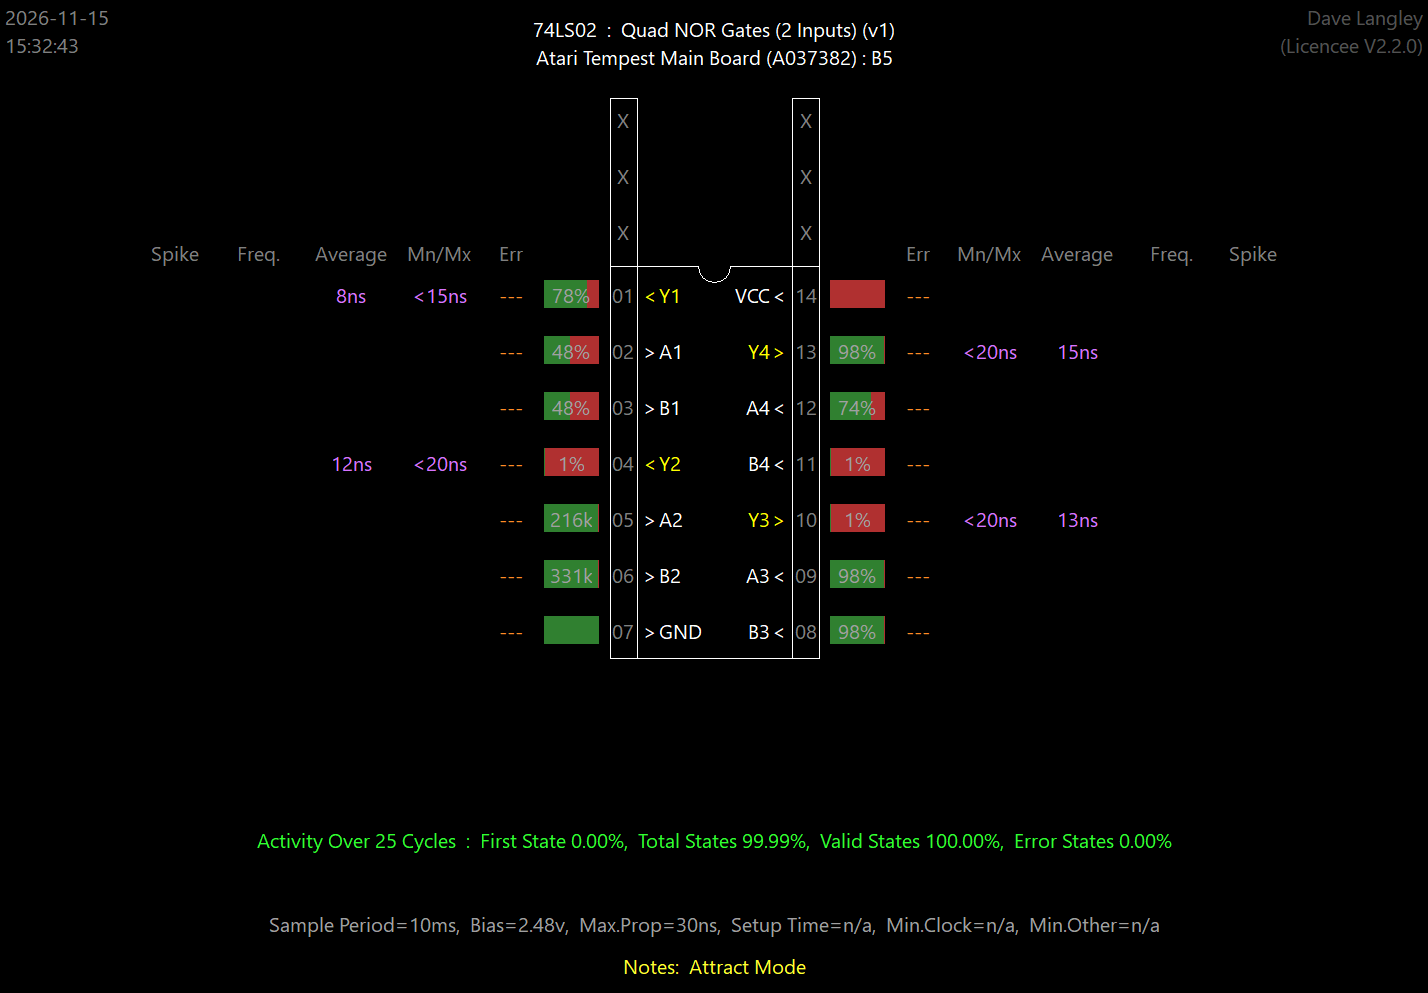 2026-11-15
15:32:43
74LS02 : Quad NOR Gates (2 Inputs) (v1)
Atari Tempest Main Board (A037382) : B5
Dave Langley
(Licencee V2.2.0)
X X
X X
X X
Spike Freq. Average Mn/Mx Err Err Mn/Mx Average Freq. Spike
8ns <15ns --- 78% 01 <Y1 VCC< 14 ---
--- 48% 02 >A1 Y4> 13 98% --- <20ns 15ns
--- 48% 03 >B1 A4< 12 74% ---
12ns <20ns --- 1% 04 <Y2 B4< 11 1% ---
--- 216k 05 >A2 Y3> 10 1% --- <20ns 13ns
--- 331k 06 >B2 A3< 09 98% ---
--- 07 >GND B3< 08 98% ---
Activity Over 25 Cycles : First State 0.00%, Total States 99.99%, Valid States 100.00%, Error States 0.00%
Sample Period=10ms, Bias=2.48v, Max.Prop=30ns, Setup Time=n/a, Min.Clock=n/a, Min.Other=n/a
Notes: Attract Mode